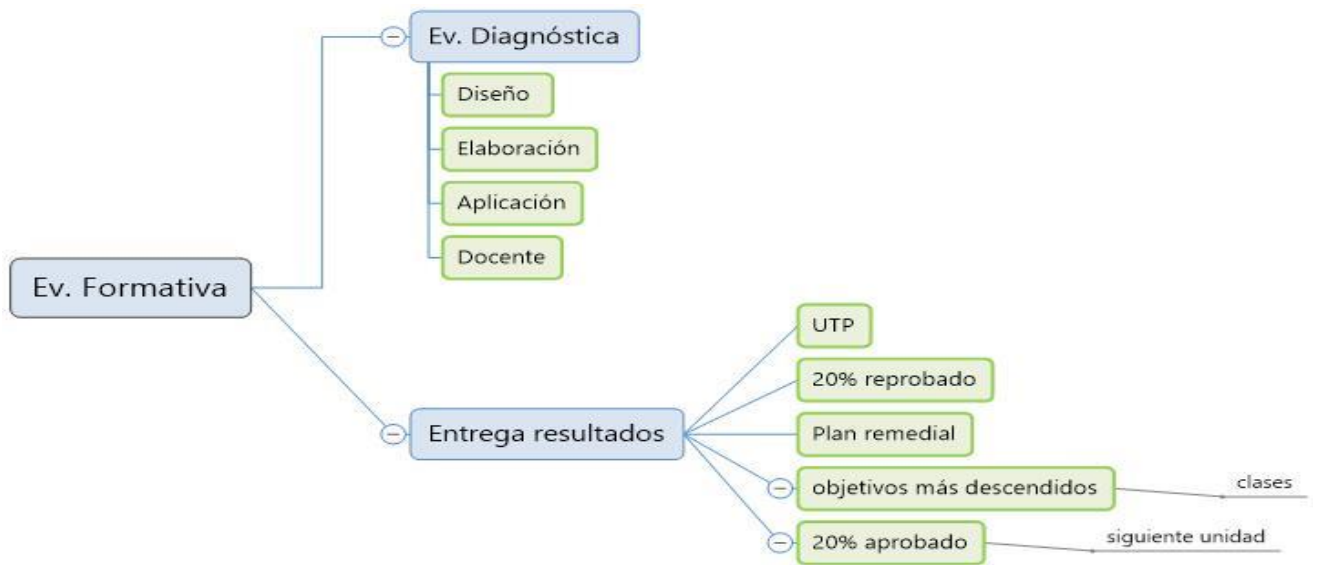 Ev. Diagnóstica
Diseño
Elaboración
Aplicación
Docente
Ev. Formativa
UTP
20% reprobado
Entrega resultados
Plan remedial
objetivos más descendidos
clases
20% aprobado
siguiente unidad